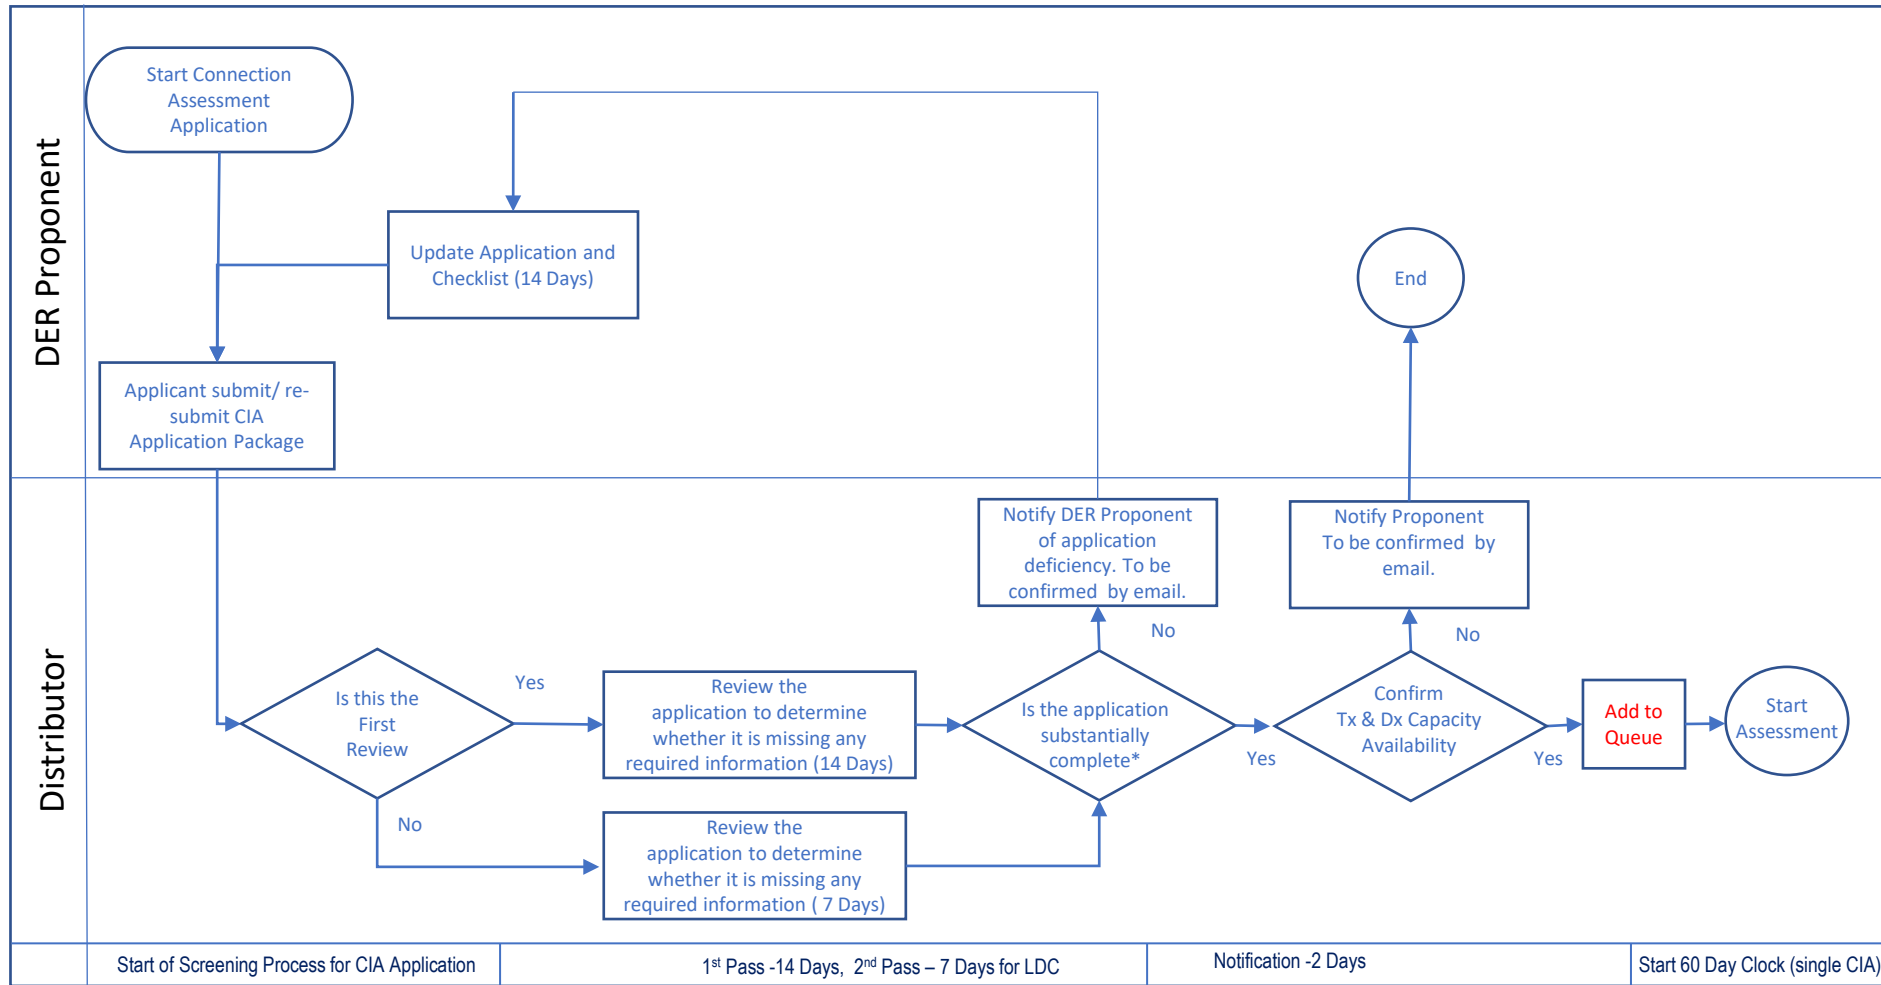 DER Proponent
Start Connection
Assessment
Application
Update Application and
Checklist (14 Days)
End
Applicant submit/ re-
submit CIA
Application Package
Distributor
Notify DER Proponent
of application
deficiency. To be
confirmed by email.
Notify Proponent
To be confirmed by
email.
No
No
Is this the
First
Review
Yes
Review the
application to determine
whether it is missing any
required information (14 Days)
Is the application
substantially
complete*
Yes
Confirm
Tx & Dx Capacity
Availability
Yes
Add to
Queue
Start
Assessment
No
Review the
application to determine
whether it is missing any
required information ( 7 Days)
Start of Screening Process for CIA Application
1st Pass -14 Days, 2nd Pass – 7 Days for LDC
Notification -2 Days
Start 60 Day Clock (single CIA)